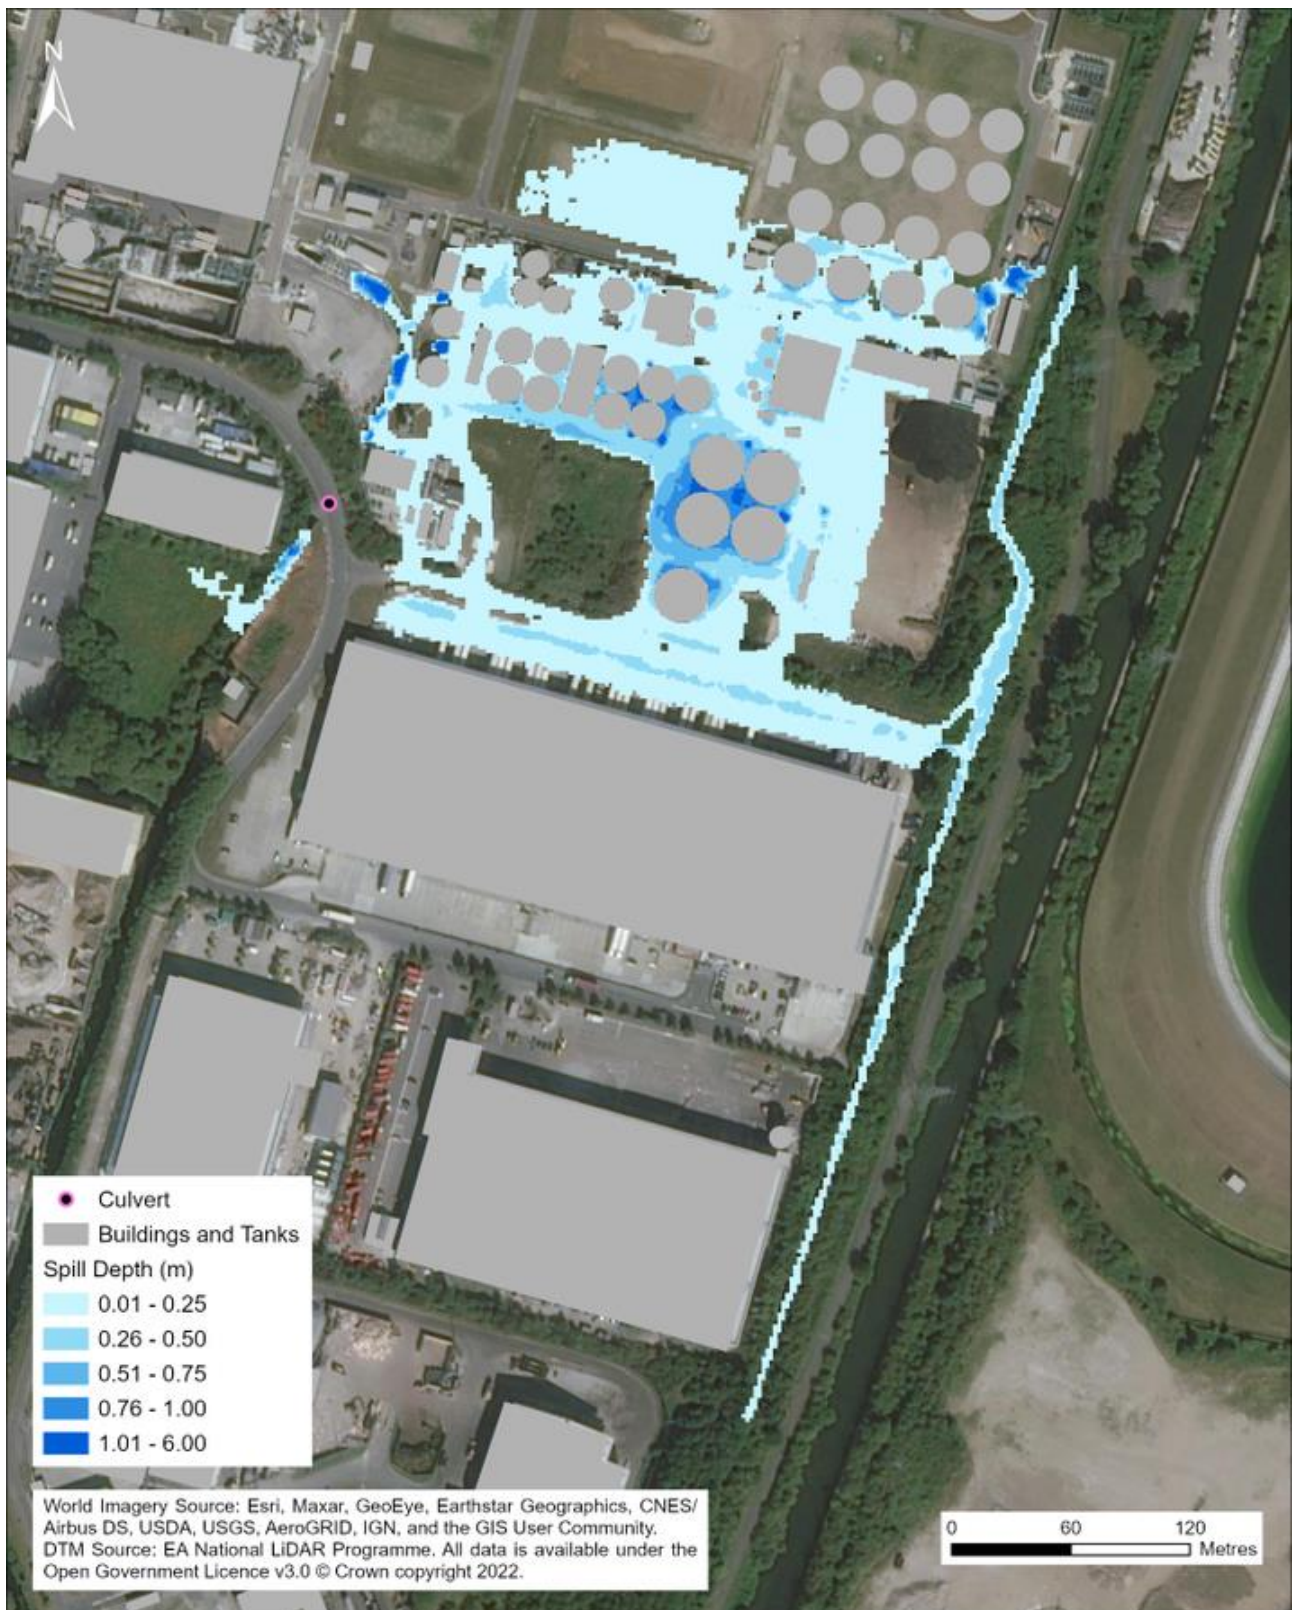 N
Culvert
Buildings and Tanks
Spill Depth (m)
0.01 - 0.25
0.26 - 0.50
0.51 - 0.75
0.76 - 1.00
1.01 - 6.00
World Imagery Source: Esri, Maxar, GeoEye, Earthstar Geographics, CNES/
Airbus DS, USDA, USGS, AeroGRID, IGN, and the GIS User Community.
DTM Source: EA National LiDAR Programme. All data is available under the
Open Government Licence v3.0 © Crown copyright 2022.
0 60 120
Metres